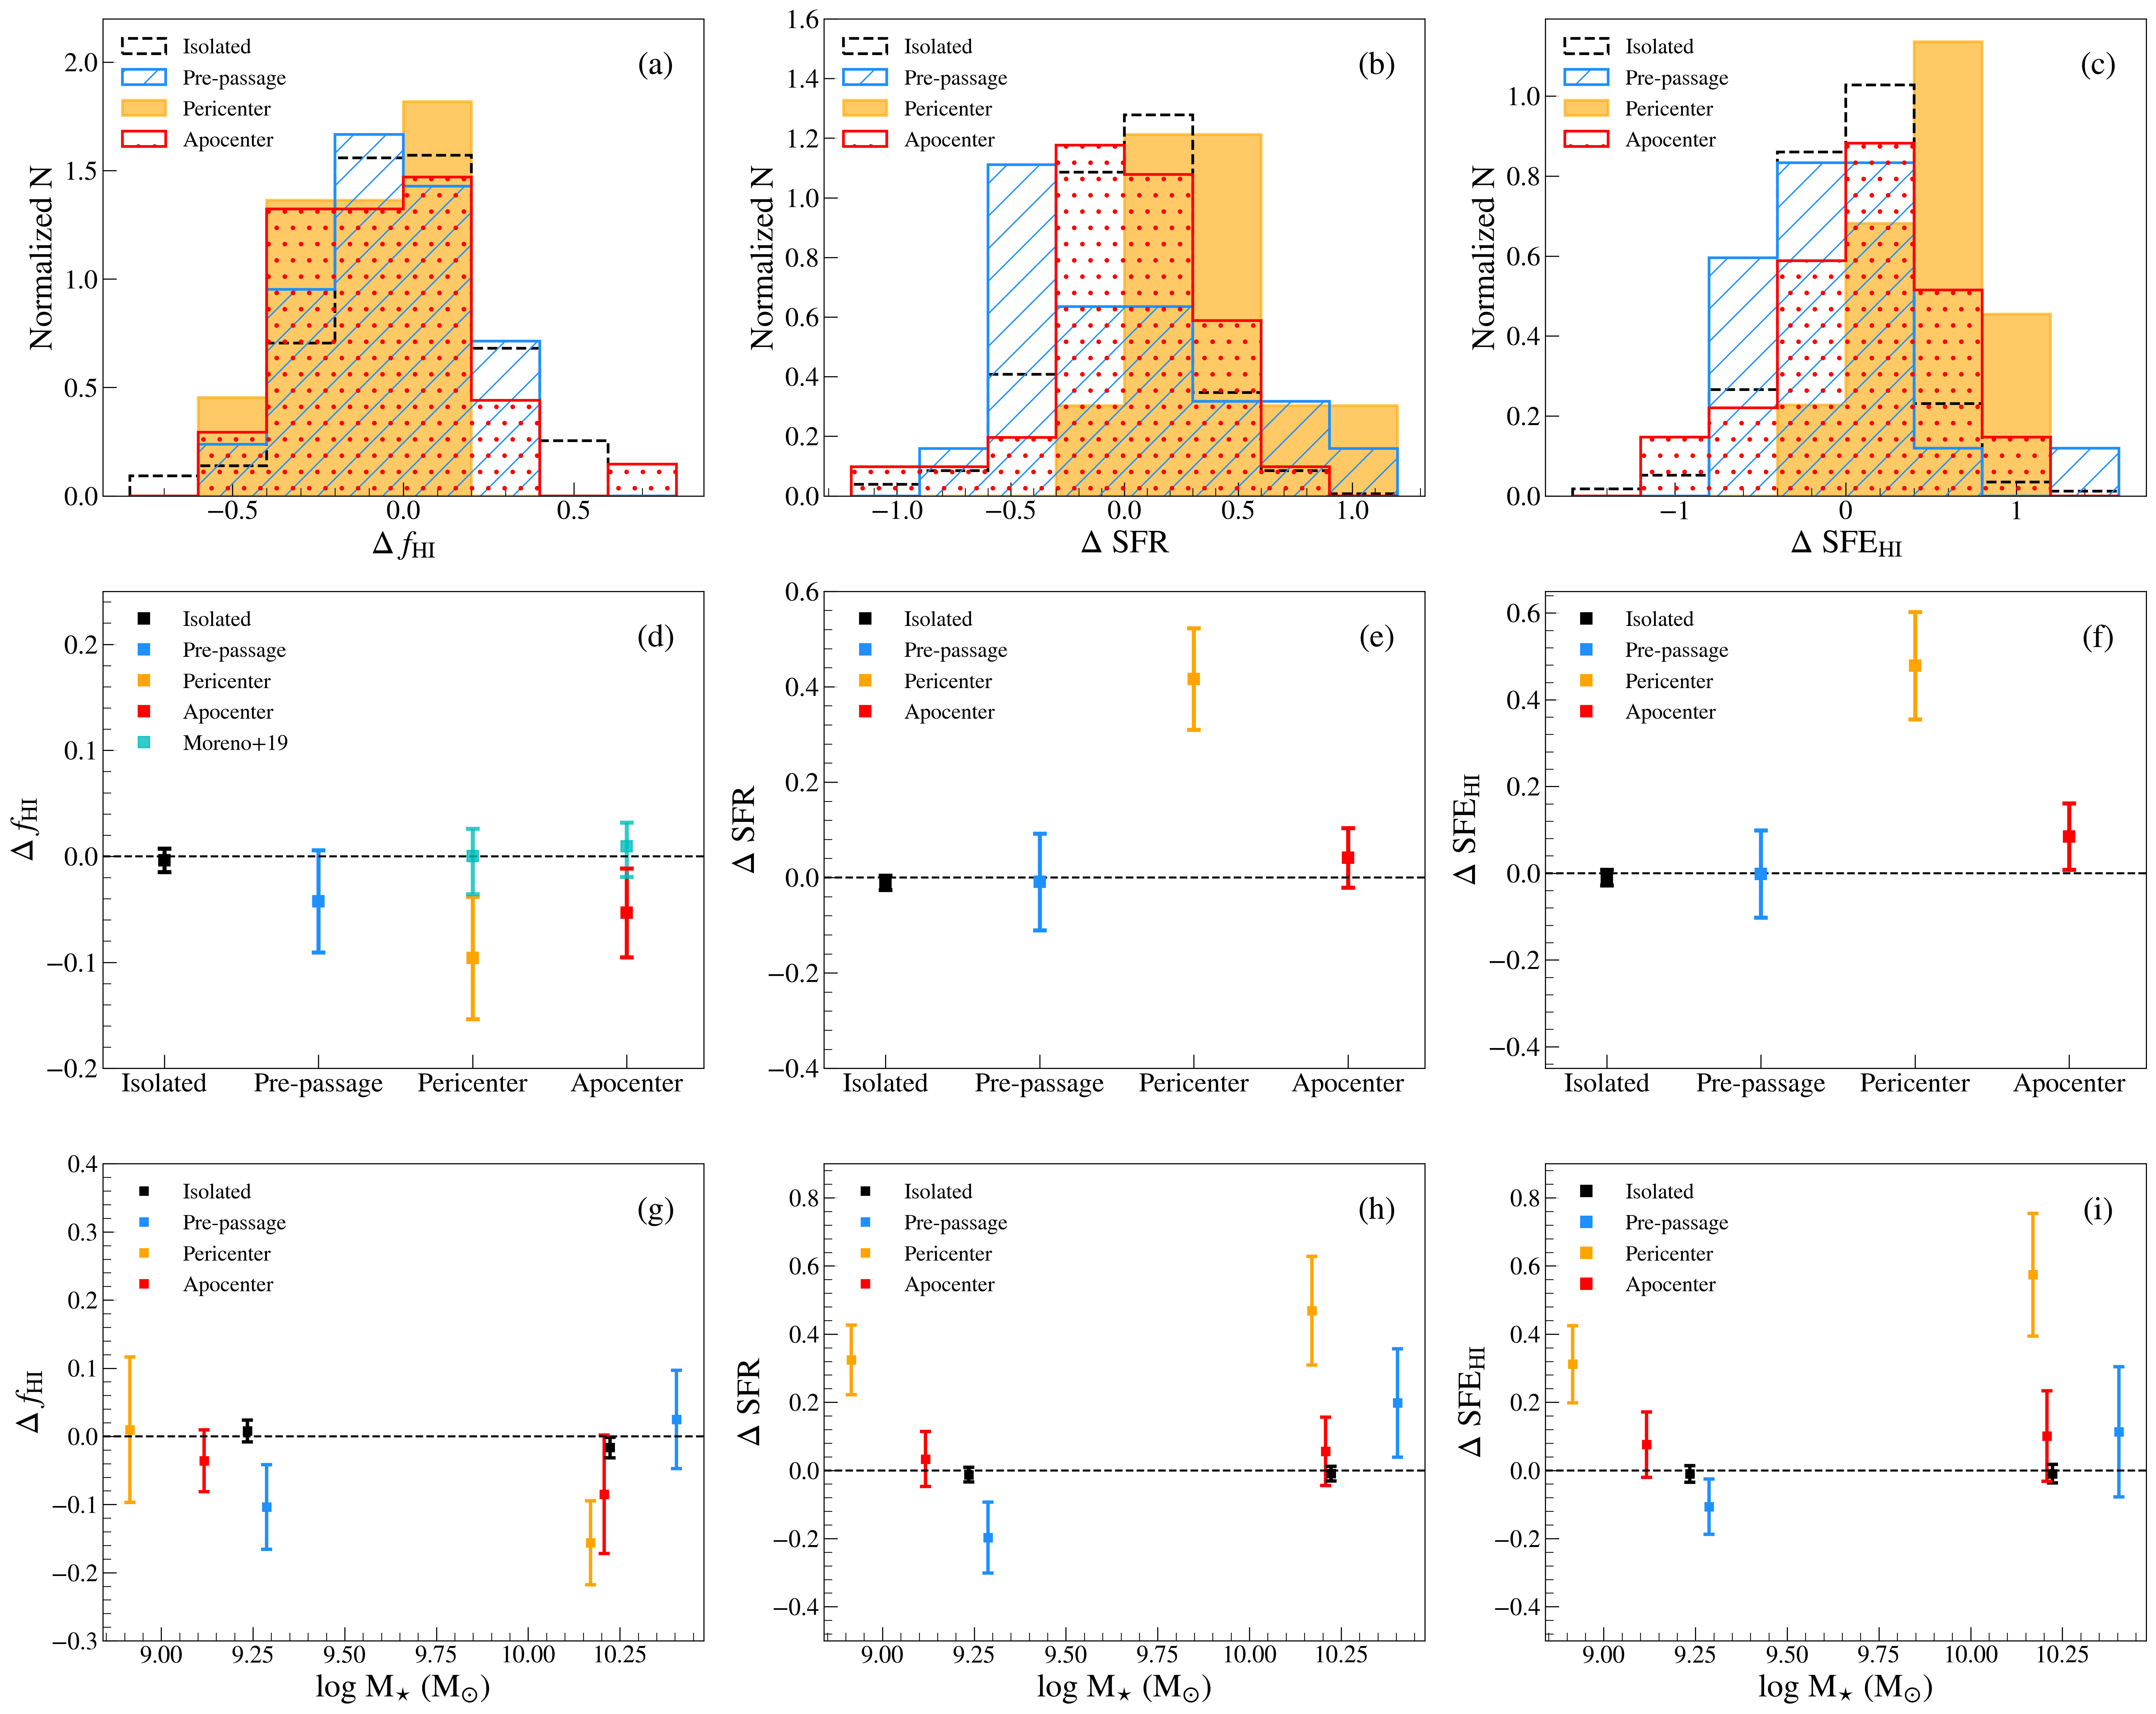 Normalized N
2.0
1.5
1.0
0.5
0.0
Isolated
Pre-passage
Pericenter
Apocenter
(a)
−0.5 0.0 0.5
Δ fHI
Normalized N
1.6
1.4
1.2
1.0
0.8
0.6
0.4
0.2
0.0
Isolated
Pre-passage
Pericenter
Apocenter
(b)
−1.0 −0.5 0.0 0.5 1.0
Δ SFR
Normalized N
1.0
0.8
0.6
0.4
0.2
0.0
Isolated
Pre-passage
Pericenter
Apocenter
(c)
−1 0 1
Δ SFEHI
Δ fHI
0.2
0.1
0.0
−0.1
−0.2
Isolated
Pre-passage
Pericenter
Apocenter
Moreno+19
(d)
Isolated Pre-passage Pericenter Apocenter
Δ SFR
0.6
0.4
0.2
0.0
−0.2
−0.4
Isolated
Pre-passage
Pericenter
Apocenter
(e)
Isolated Pre-passage Pericenter Apocenter
Δ SFEHI
0.6
0.4
0.2
0.0
−0.2
−0.4
Isolated
Pre-passage
Pericenter
Apocenter
(f)
Isolated Pre-passage Pericenter Apocenter
Δ fHI
0.4
0.3
0.2
0.1
0.0
−0.1
−0.2
−0.3
Isolated
Pre-passage
Pericenter
Apocenter
(g)
9.00 9.25 9.50 9.75 10.00 10.25
log M⋆ (M⊙)
Δ SFR
0.8
0.6
0.4
0.2
0.0
−0.2
−0.4
Isolated
Pre-passage
Pericenter
Apocenter
(h)
9.00 9.25 9.50 9.75 10.00 10.25
log M⋆ (M⊙)
Δ SFEHI
0.8
0.6
0.4
0.2
0.0
−0.2
−0.4
Isolated
Pre-passage
Pericenter
Apocenter
(i)
9.00 9.25 9.50 9.75 10.00 10.25
log M⋆ (M⊙)